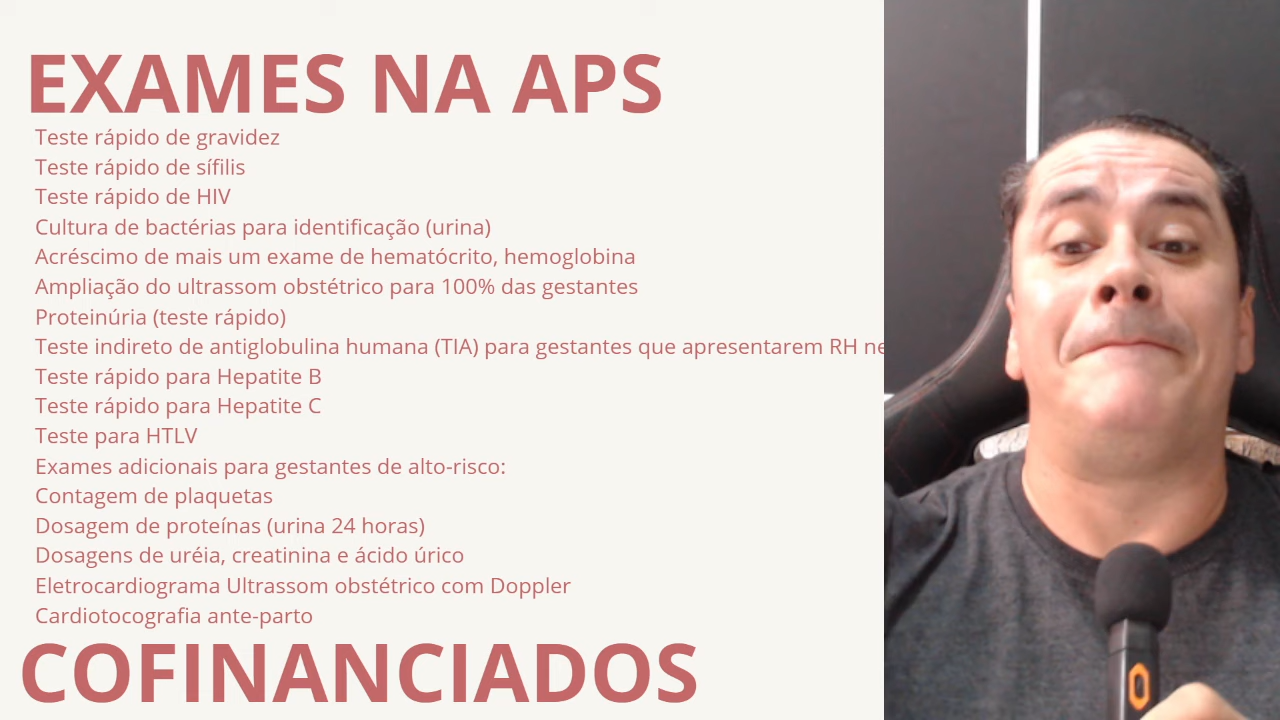 EXAMES NA APS
Teste rápido de gravidez
Teste rápido de sífilis
Teste rápido de HIV
Cultura de bactérias para identificação (urina)
Acréscimo de mais um exame de hematócrito, hemoglobina
Ampliação do ultrassom obstétrico para 100% das gestantes
Proteinúria (teste rápido)
Teste indireto de antiglobulina humana (TIA) para gestantes que apresentarem RH
Teste rápido para Hepatite B
Teste rápido para Hepatite C
Teste para HTLV
Exames adicionais para gestantes de alto-risco:
Contagem de plaquetas
Dosagem de proteínas (urina 24 horas)
Dosagens de uréia, creatinina e ácido úrico
Eletrocardiograma Ultrassom obstétrico com Doppler
Cardiotocografia ante-parto
COFINANCIADOS